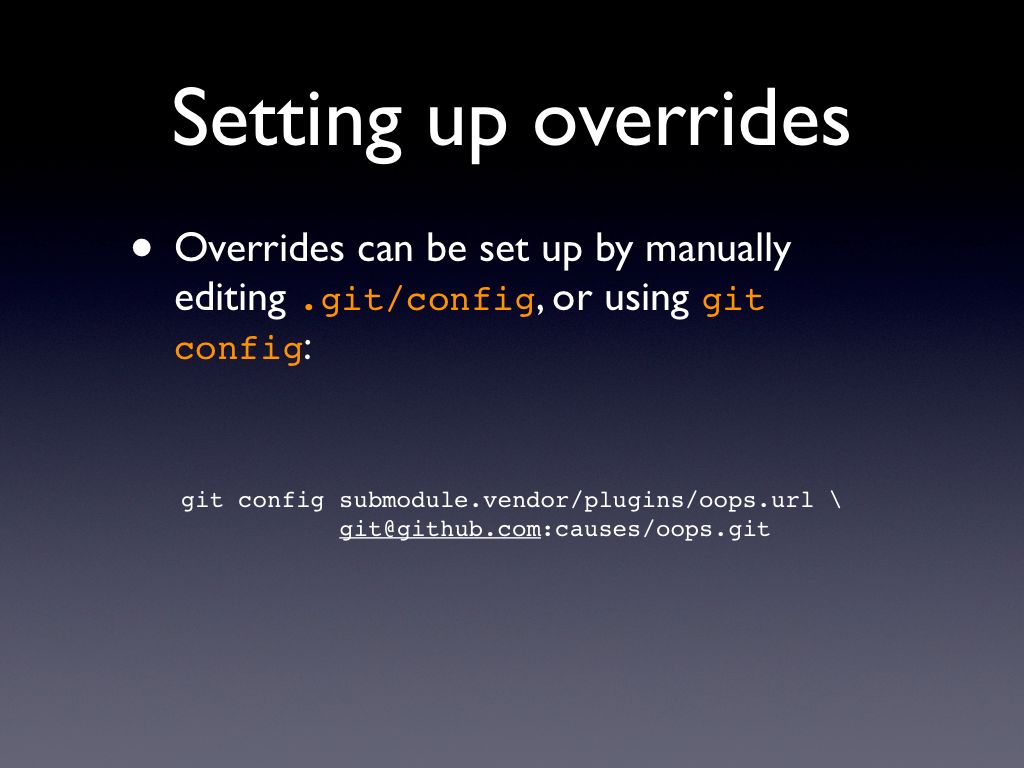 Setting up overrides
• Overrides can be set up by manually
editing .git/config, or using git
config:
git config submodule.vendor/plugins/oops.url \
git@github.com:causes/oops.git